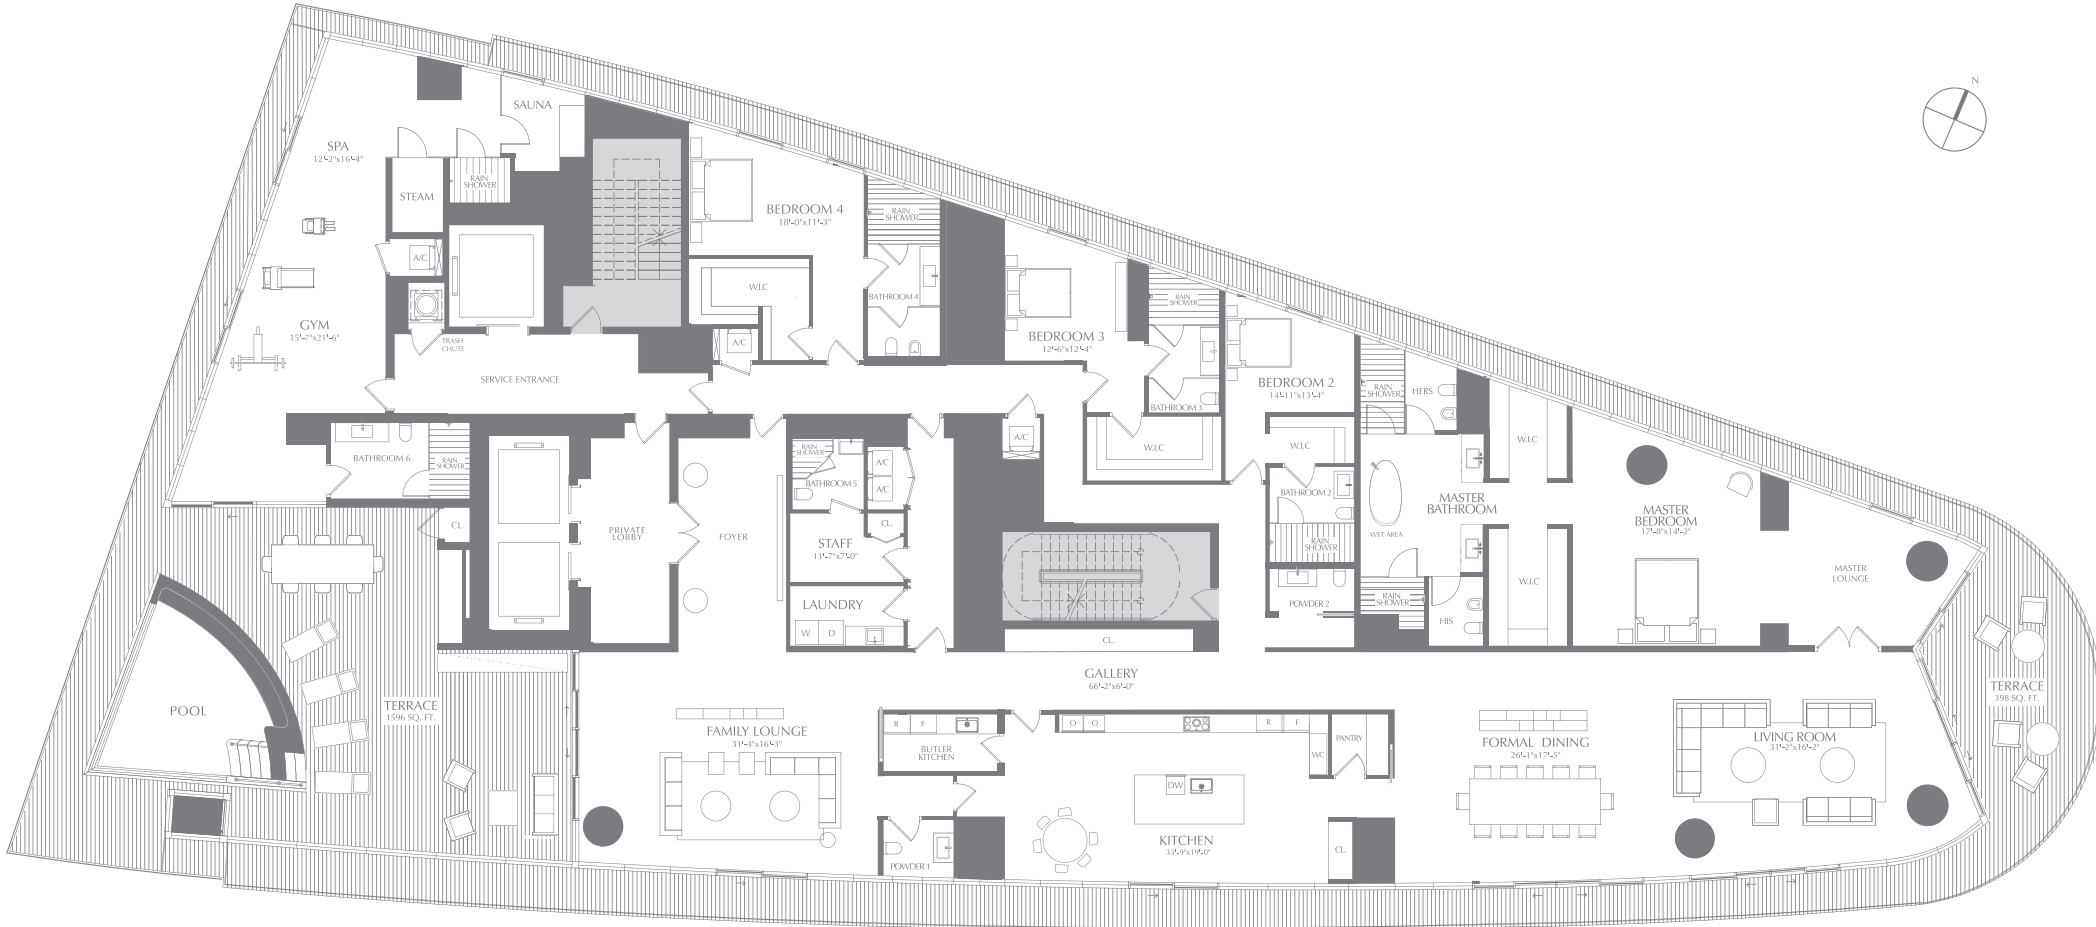 N
SAUNA
SPA
12'-2"x16'-4"
STEAM
RAIN
SHOWER
A/C
GYM
15'-7"x21'-6"
TRASH
CHUTE
SERVICE ENTRANCE
BEDROOM 4
18'-0"x11'-3"
RAIN
SHOWER
W.I.C
BATHROOM 4
A/C
BEDROOM 3
12'-6"x12'-4"
RAIN
SHOWER
BATHROOM 3
W.I.C
A/C
BEDROOM 2
14'-11"x13'-4"
W.I.C
BATHROOM 2
RAIN
SHOWER
POWDER 2
RAIN
SHOWER
HERS
W.I.C
MASTER
BATHROOM
WET AREA
RAIN
SHOWER
HIS
W.I.C
MASTER
BEDROOM
17'-8"x14'-2"
MASTER
LOUNGE
BATHROOM 6
RAIN
SHOWER
CL.
PRIVATE
LOBBY
FOYER
RAIN
SHOWER
BATHROOM 5
A/C
A/C
CL.
STAFF
11'-7"x7'-0"
LAUNDRY
W
D
CL.
GALLERY
66'-2"x6'-0"
POOL
TERRACE
1596 SQ. FT.
FAMILY LOUNGE
31'-4"x16'-3"
R
F
BUTLER
KITCHEN
POWDER 1
O
O
R
F
WC
PANTRY
DW
KITCHEN
33'-9"x19'-0"
CL.
FORMAL DINING
26'-1"x17'-5"
LIVING ROOM
31'-2"x16'-2"
TERRACE
398 SQ. FT.